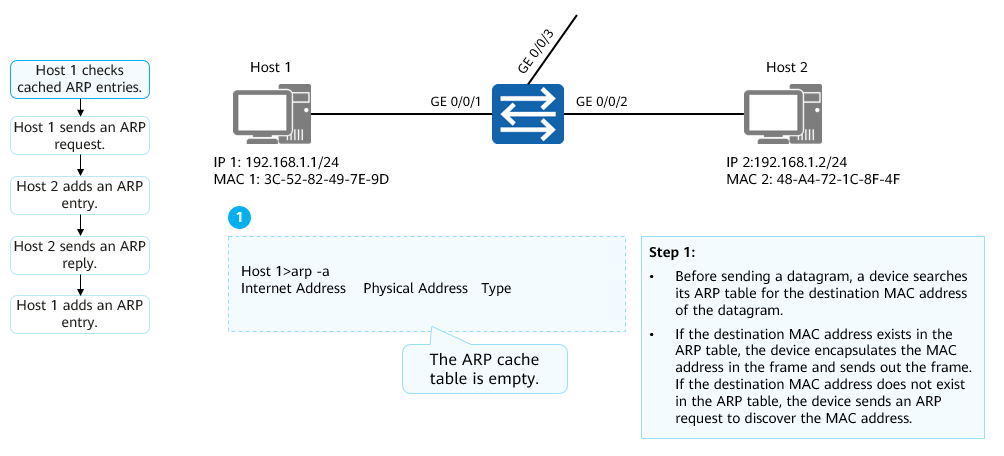 Host 1 checks
cached ARP entries.
Host 1 sends an ARP
request.
Host 2 adds an ARP
entry.
Host 2 sends an ARP
reply.
Host 1 adds an ARP
entry.
Host 1
GE 0/0/3
Host 2
GE 0/0/1
GE 0/0/2
IP 1: 192.168.1.1/24
MAC 1: 3C-52-82-49-7E-9D
IP 2:192.168.1.2/24
MAC 2: 48-A4-72-1C-8F-4F
1
Host 1>arp -a
Internet Address Physical Address Type
The ARP cache
table is empty.
Step 1:
• Before sending a datagram, a device searches
its ARP table for the destination MAC address
of the datagram.
• If the destination MAC address exists in the
ARP table, the device encapsulates the MAC
address in the frame and sends out the frame.
If the destination MAC address does not exist
in the ARP table, the device sends an ARP
request to discover the MAC address.